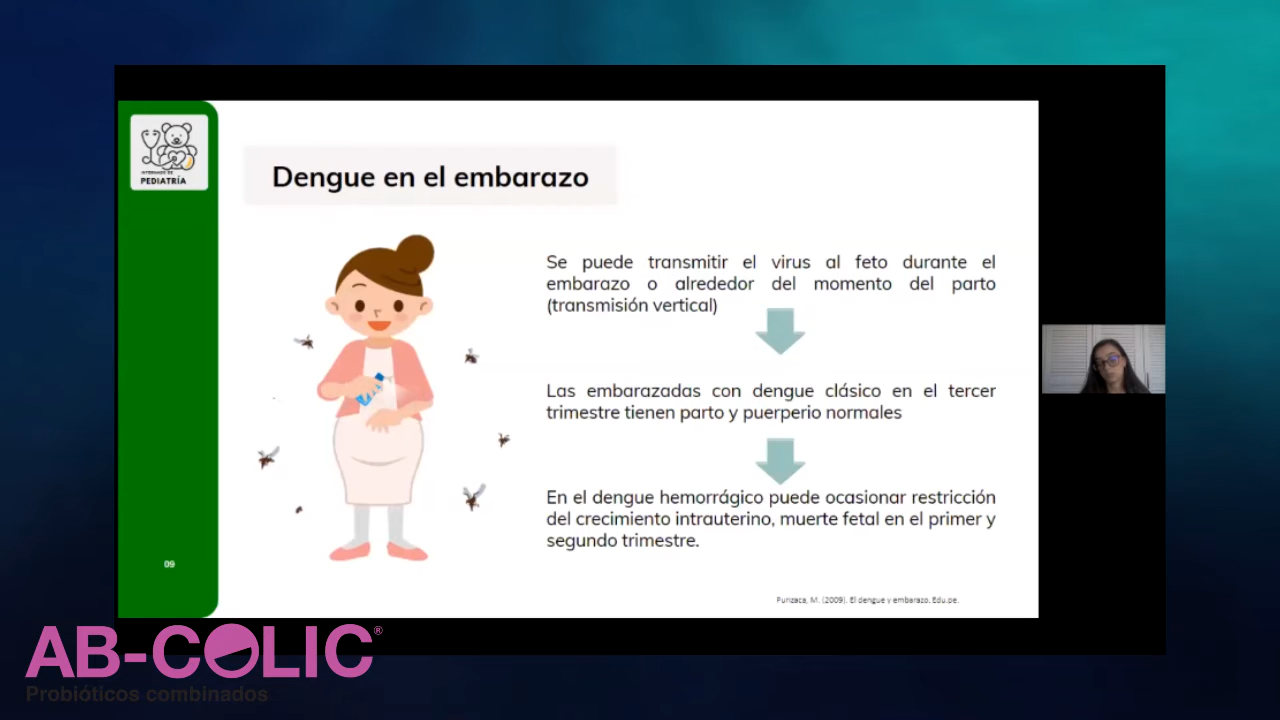 INTERNADO DE
PEDIATRÍA
Dengue en el embarazo
Se puede transmitir el virus al feto durante el
embarazo o alrededor del momento del parto
(transmisión vertical)
Las embarazadas con dengue clásico en el tercer
trimestre tienen parto y puerperio normales
En el dengue hemorrágico puede ocasionar restricción
del crecimiento intrauterino, muerte fetal en el primer y
segundo trimestre.
09
Purizaca, M. (2009). El dengue y embarazo. Edu.pe.
AB-COLIC®
Probióticos combinados